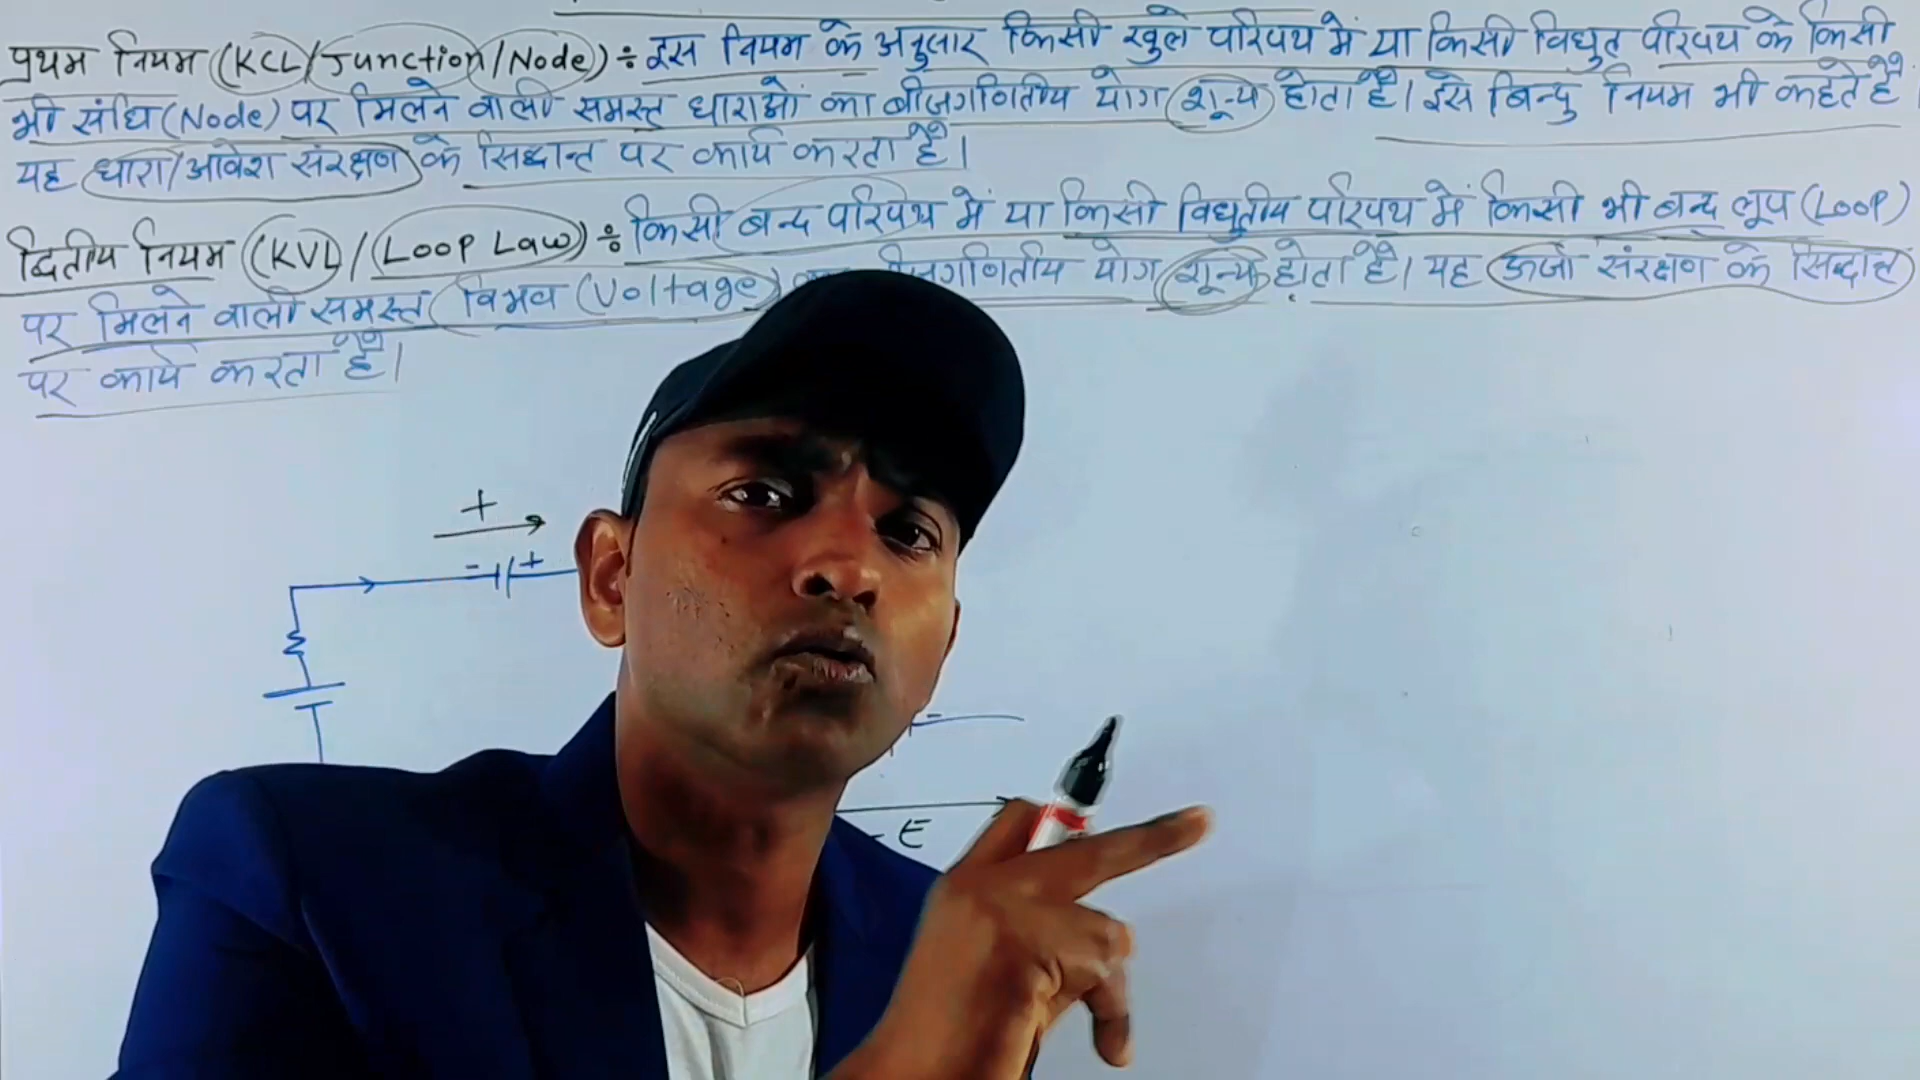 प्रथम नियम (KCL/Junction/Node) ÷ इस नियम के अनुसार किसी खुले परिपथ में या किसी विधुत परिपथ के किसी
भी संधि (Node) पर मिलने वाली समस्त धाराओं का बीजगणितीय योग शून्य होता है। इसे बिन्दु नियम भी कहते है
यह धारा/आवेश संरक्षण के सिद्धान्त पर कार्य करता है।
द्वितीय नियम (KVL/(Loop Law) ÷ किसी बन्द परिपथ में या किसी विधुतीय परिपथ में किसी भी बन्द लूप (Loop)
पर मिलने वाली समस्त विभव (Voltage) बीजगणितीय योग शून्य होता है। यह ऊर्जा संरक्षण के सिद्धान्त
पर कार्य करता है।
+
- +
-
- E